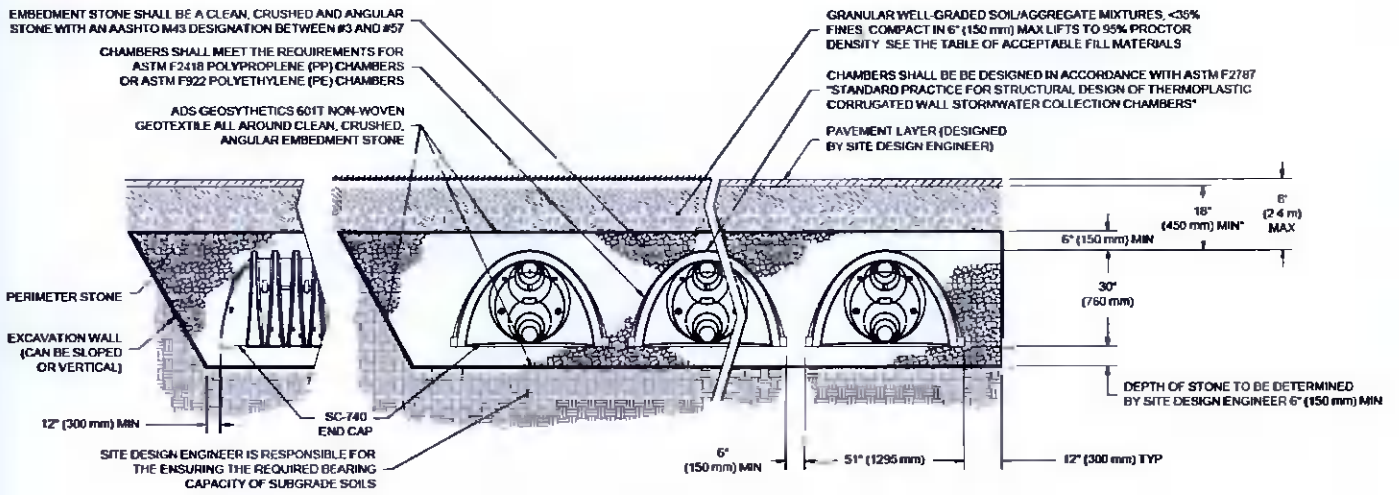 EMBEDMENT STONE SHALL BE A CLEAN, CRUSHED AND ANGULAR
STONE WITH AN AASHTO M43 DESIGNATION BETWEEN #3 AND #57
CHAMBERS SHALL MEET THE REQUIREMENTS FOR
ASTM F2418 POLYPROPLENE (PP) CHAMBERS
OR ASTM F922 POLYETHYLENE (PE) CHAMBERS
ADS GEOSYTHETICS 601T NON-WOVEN
GEOTEXTILE ALL AROUND CLEAN, CRUSHED,
ANGULAR EMBEDMENT STONE
GRANULAR WELL-GRADED SOIL/AGGREGATE MIXTURES, <35%
FINES, COMPACT IN 6" (150 mm) MAX LIFTS TO 95% PROCTOR
DENSITY. SEE THE TABLE OF ACCEPTABLE FILL MATERIALS
CHAMBERS SHALL BE BE DESIGNED IN ACCORDANCE WITH ASTM F2787
"STANDARD PRACTICE FOR STRUCTURAL DESIGN OF THERMOPLASTIC
CORRUGATED WALL STORMWATER COLLECTION CHAMBERS"
PAVEMENT LAYER (DESIGNED
BY SITE DESIGN ENGINEER)
8'
(2.4 m)
MAX
18"
(450 mm) MIN*
6" (150 mm) MIN
30"
(760 mm)
PERIMETER STONE
EXCAVATION WALL
(CAN BE SLOPED
OR VERTICAL)
12" (300 mm) MIN
SC-740
END CAP
SITE DESIGN ENGINEER IS RESPONSIBLE FOR
THE ENSURING THE REQUIRED BEARING
CAPACITY OF SUBGRADE SOILS
DEPTH OF STONE TO BE DETERMINED
BY SITE DESIGN ENGINEER 6" (150 mm) MIN
6"
(150 mm) MIN
51" (1295 mm)
12" (300 mm) TYP